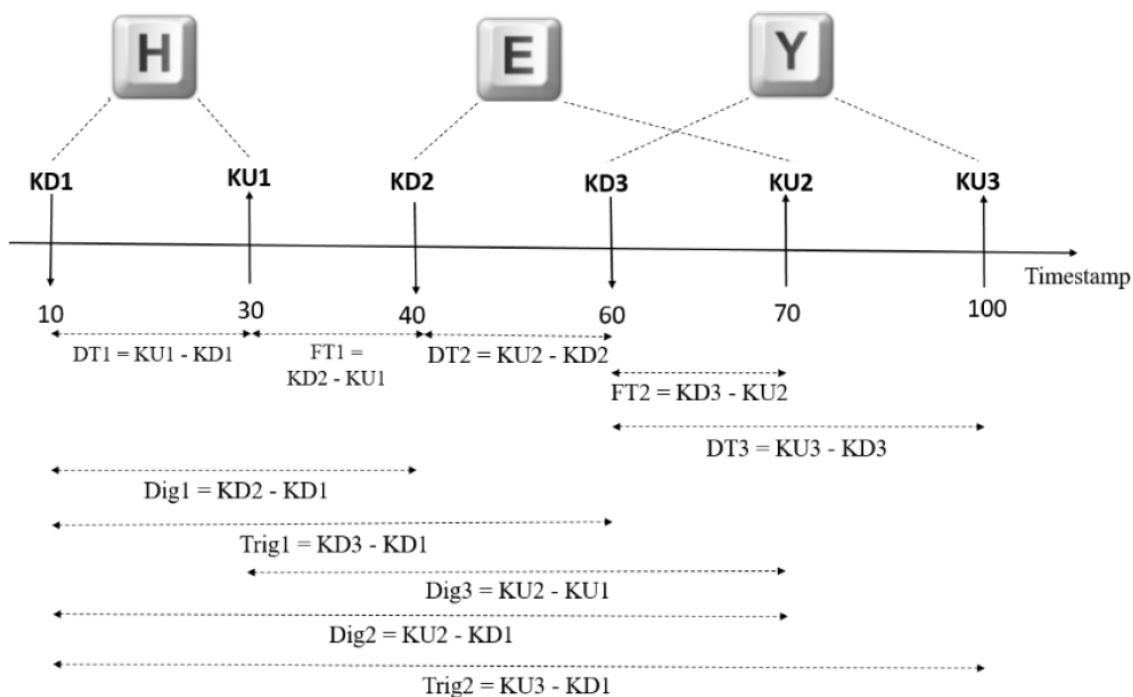 H E Y
KD1 KU1 KD2 KD3 KU2 KU3
Timestamp
10 30 40 60 70 100
DT1 = KU1 - KD1
FT1 =
KD2 - KU1
DT2 = KU2 - KD2
FT2 = KD3 - KU2
DT3 = KU3 - KD3
Dig1 = KD2 - KD1
Trig1 = KD3 - KD1
Dig3 = KU2 - KU1
Dig2 = KU2 - KD1
Trig2 = KU3 - KD1